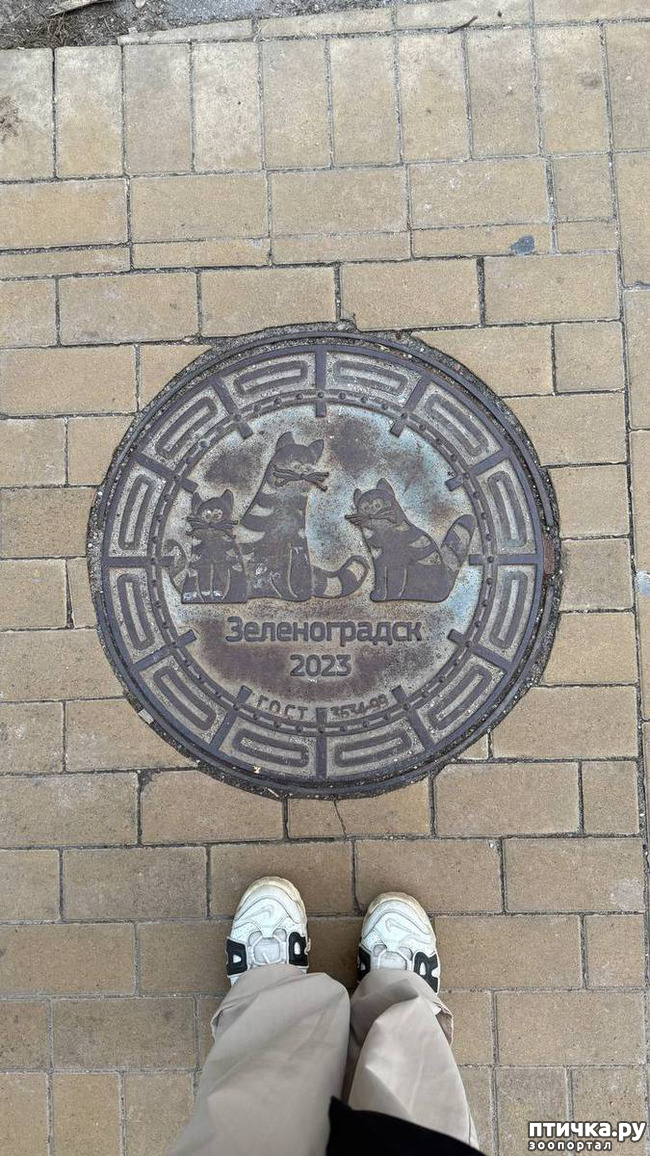 Зеленоградск
2023
ГОСТ 3634-99
птичка.ру
зоопортал